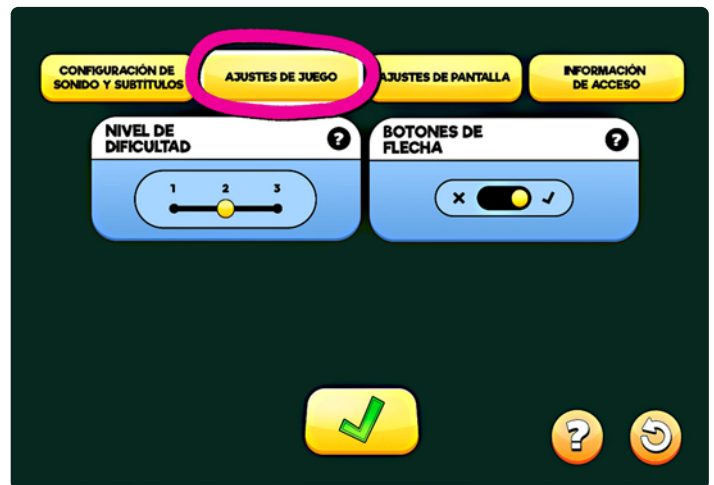 CONFIGURACIÓN DE
SONIDO Y SUBTÍTULOS
AJUSTES DE JUEGO
AJUSTES DE PANTALLA
INFORMACIÓN
DE ACCESO
NIVEL DE
DIFICULTAD
?
1 2 3
BOTONES DE
FLECHA
?
?